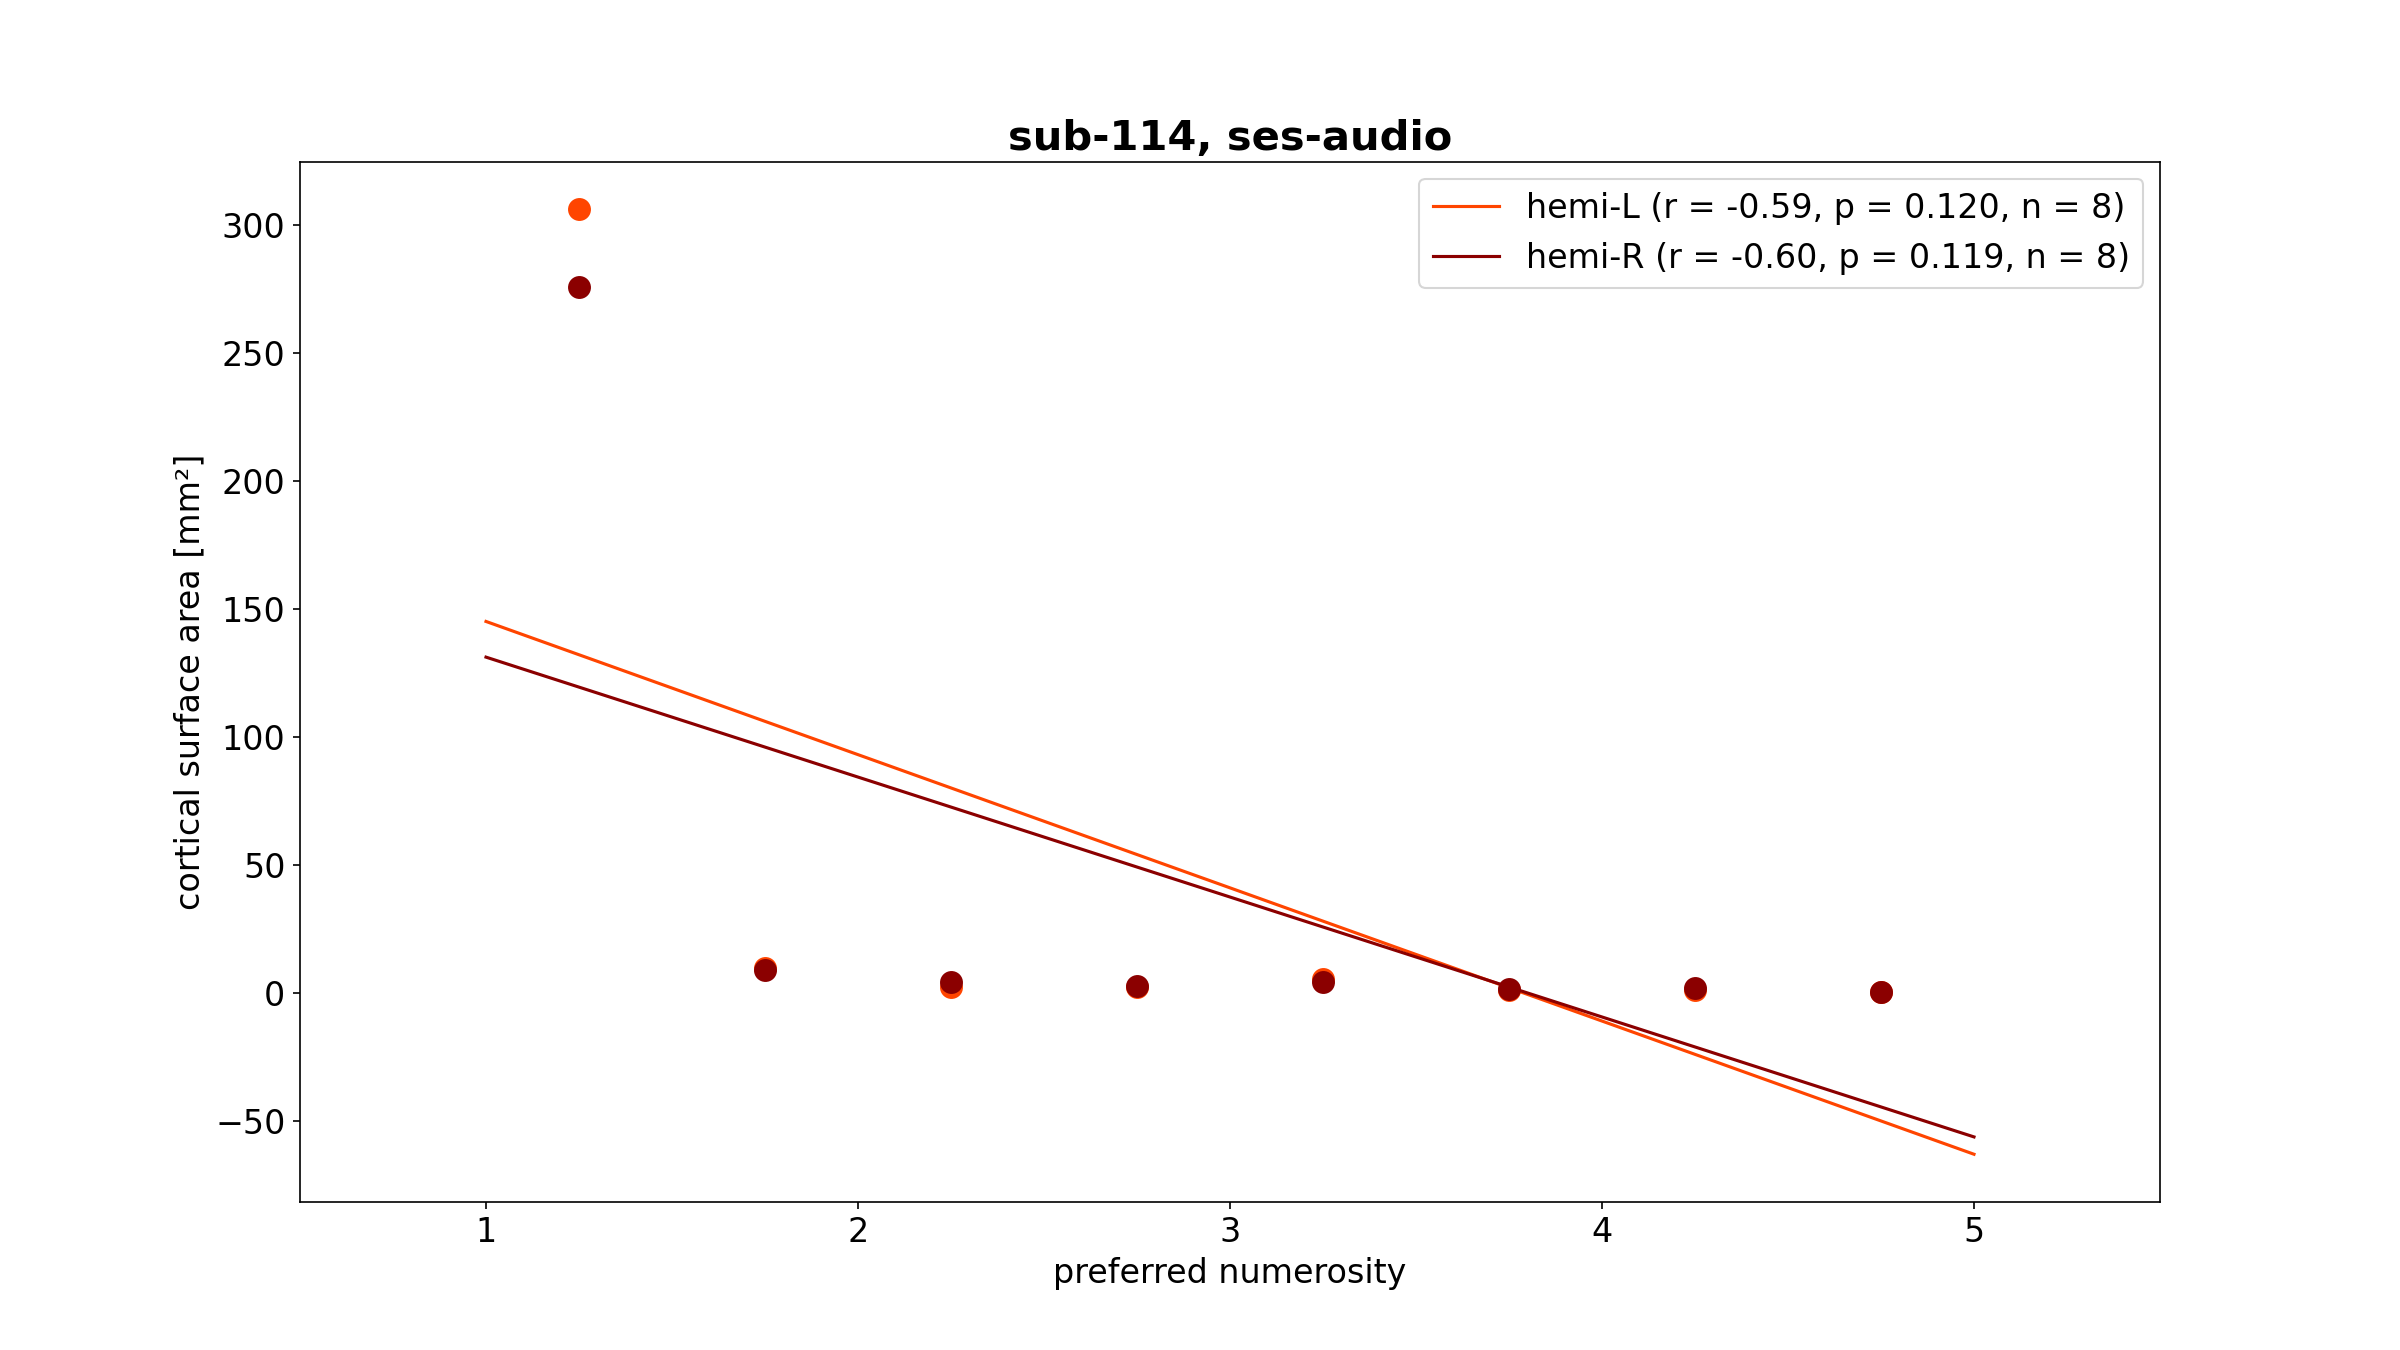 sub-114, ses-audio
hemi-L (r = -0.59, p = 0.120, n = 8)
hemi-R (r = -0.60, p = 0.119, n = 8)
300
250
200
150
100
50
0
−50
cortical surface area [mm²]
1 2 3 4 5
preferred numerosity